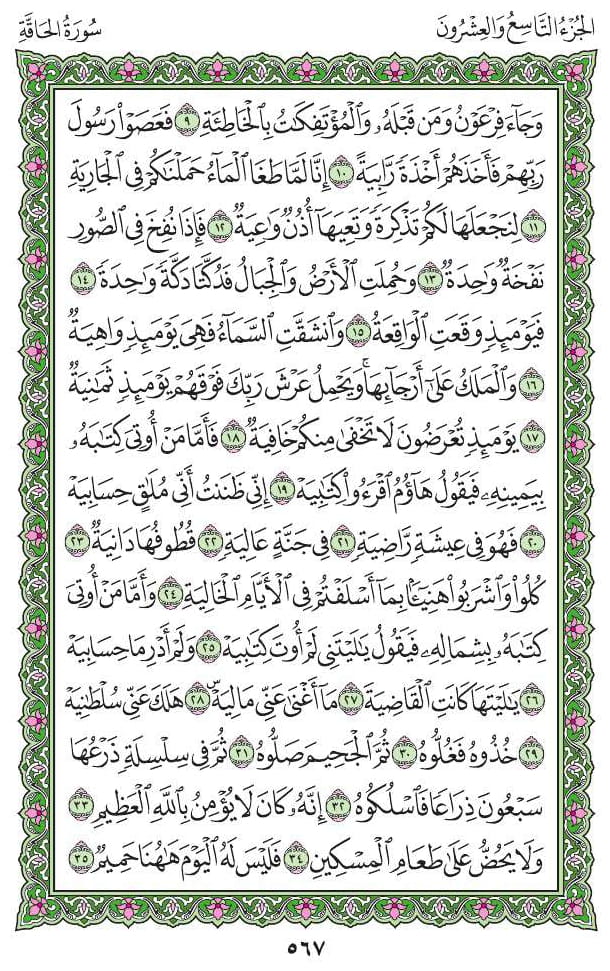 الجُزْءُ التَّاسِعُ وَالعِشْرُونَ سُورَةُ الحَاقَّةِ
وَجَآءَ فِرْعَوْنُ وَمَن قَبْلَهُۥ وَٱلْمُؤْتَفِكَٰتُ بِٱلْخَاطِئَةِ ٩ فَعَصَوْا۟ رَسُولَ
رَبِّهِمْ فَأَخَذَهُمْ أَخْذَةً رَّابِيَةً ١٠ إِنَّا لَمَّا طَغَا ٱلْمَآءُ حَمَلْنَٰكُمْ فِى ٱلْجَارِيَةِ
١١ لِنَجْعَلَهَا لَكُمْ تَذْكِرَةً وَتَعِيَهَآ أُذُنٌ وَٰعِيَةٌ ١٢ فَإِذَا نُفِخَ فِى ٱلصُّورِ
نَفْخَةٌ وَٰحِدَةٌ ١٣ وَحُمِلَتِ ٱلْأَرْضُ وَٱلْجِبَالُ فَدُكَّتَا دَكَّةً وَٰحِدَةً ١٤
فَيَوْمَئِذٍ وَقَعَتِ ٱلْوَاقِعَةُ ١٥ وَٱنشَقَّتِ ٱلسَّمَآءُ فَهِىَ يَوْمَئِذٍ وَاهِيَةٌ
١٦ وَٱلْمَلَكُ عَلَىٰٓ أَرْجَآئِهَا ۚ وَيَحْمِلُ عَرْشَ رَبِّكَ فَوْقَهُمْ يَوْمَئِذٍ ثَمَٰنِيَةٌ
١٧ يَوْمَئِذٍ تُعْرَضُونَ لَا تَخْفَىٰ مِنكُمْ خَافِيَةٌ ١٨ فَأَمَّا مَنْ أُوتِىَ كِتَٰبَهُۥ
بِيَمِينِهِۦ فَيَقُولُ هَآؤُمُ ٱقْرَءُوا۟ كِتَٰبِيَهْ ١٩ إِنِّى ظَنَنتُ أَنِّى مُلَٰقٍ حِسَابِيَهْ
٢٠ فَهُوَ فِى عِيشَةٍ رَّاضِيَةٍ ٢١ فِى جَنَّةٍ عَالِيَةٍ ٢٢ قُطُوفُهَا دَانِيَةٌ ٢٣
كُلُوا۟ وَٱشْرَبُوا۟ هَنِيٓـًٔۢا بِمَآ أَسْلَفْتُمْ فِى ٱلْأَيَّامِ ٱلْخَالِيَةِ ٢٤ وَأَمَّا مَنْ أُوتِىَ
كِتَٰبَهُۥ بِشِمَالِهِۦ فَيَقُولُ يَٰلَيْتَنِى لَمْ أُوتَ كِتَٰبِيَهْ ٢٥ وَلَمْ أَدْرِ مَا حِسَابِيَهْ
٢٦ يَٰلَيْتَهَا كَانَتِ ٱلْقَاضِيَةَ ٢٧ مَآ أَغْنَىٰ عَنِّى مَالِيَهْ ۜ ٢٨ هَلَكَ عَنِّى سُلْطَٰنِيَهْ
٢٩ خُذُوهُ فَغُلُّوهُ ٣٠ ثُمَّ ٱلْجَحِيمَ صَلُّوهُ ٣١ ثُمَّ فِى سِلْسِلَةٍ ذَرْعُهَا
سَبْعُونَ ذِرَاعًا فَٱسْلُكُوهُ ٣٢ إِنَّهُۥ كَانَ لَا يُؤْمِنُ بِٱللَّهِ ٱلْعَظِيمِ ٣٣
وَلَا يَحُضُّ عَلَىٰ طَعَامِ ٱلْمِسْكِينِ ٣٤ فَلَيْسَ لَهُ ٱلْيَوْمَ هَٰهُنَا حَمِيمٌ ٣٥
٥٦٧